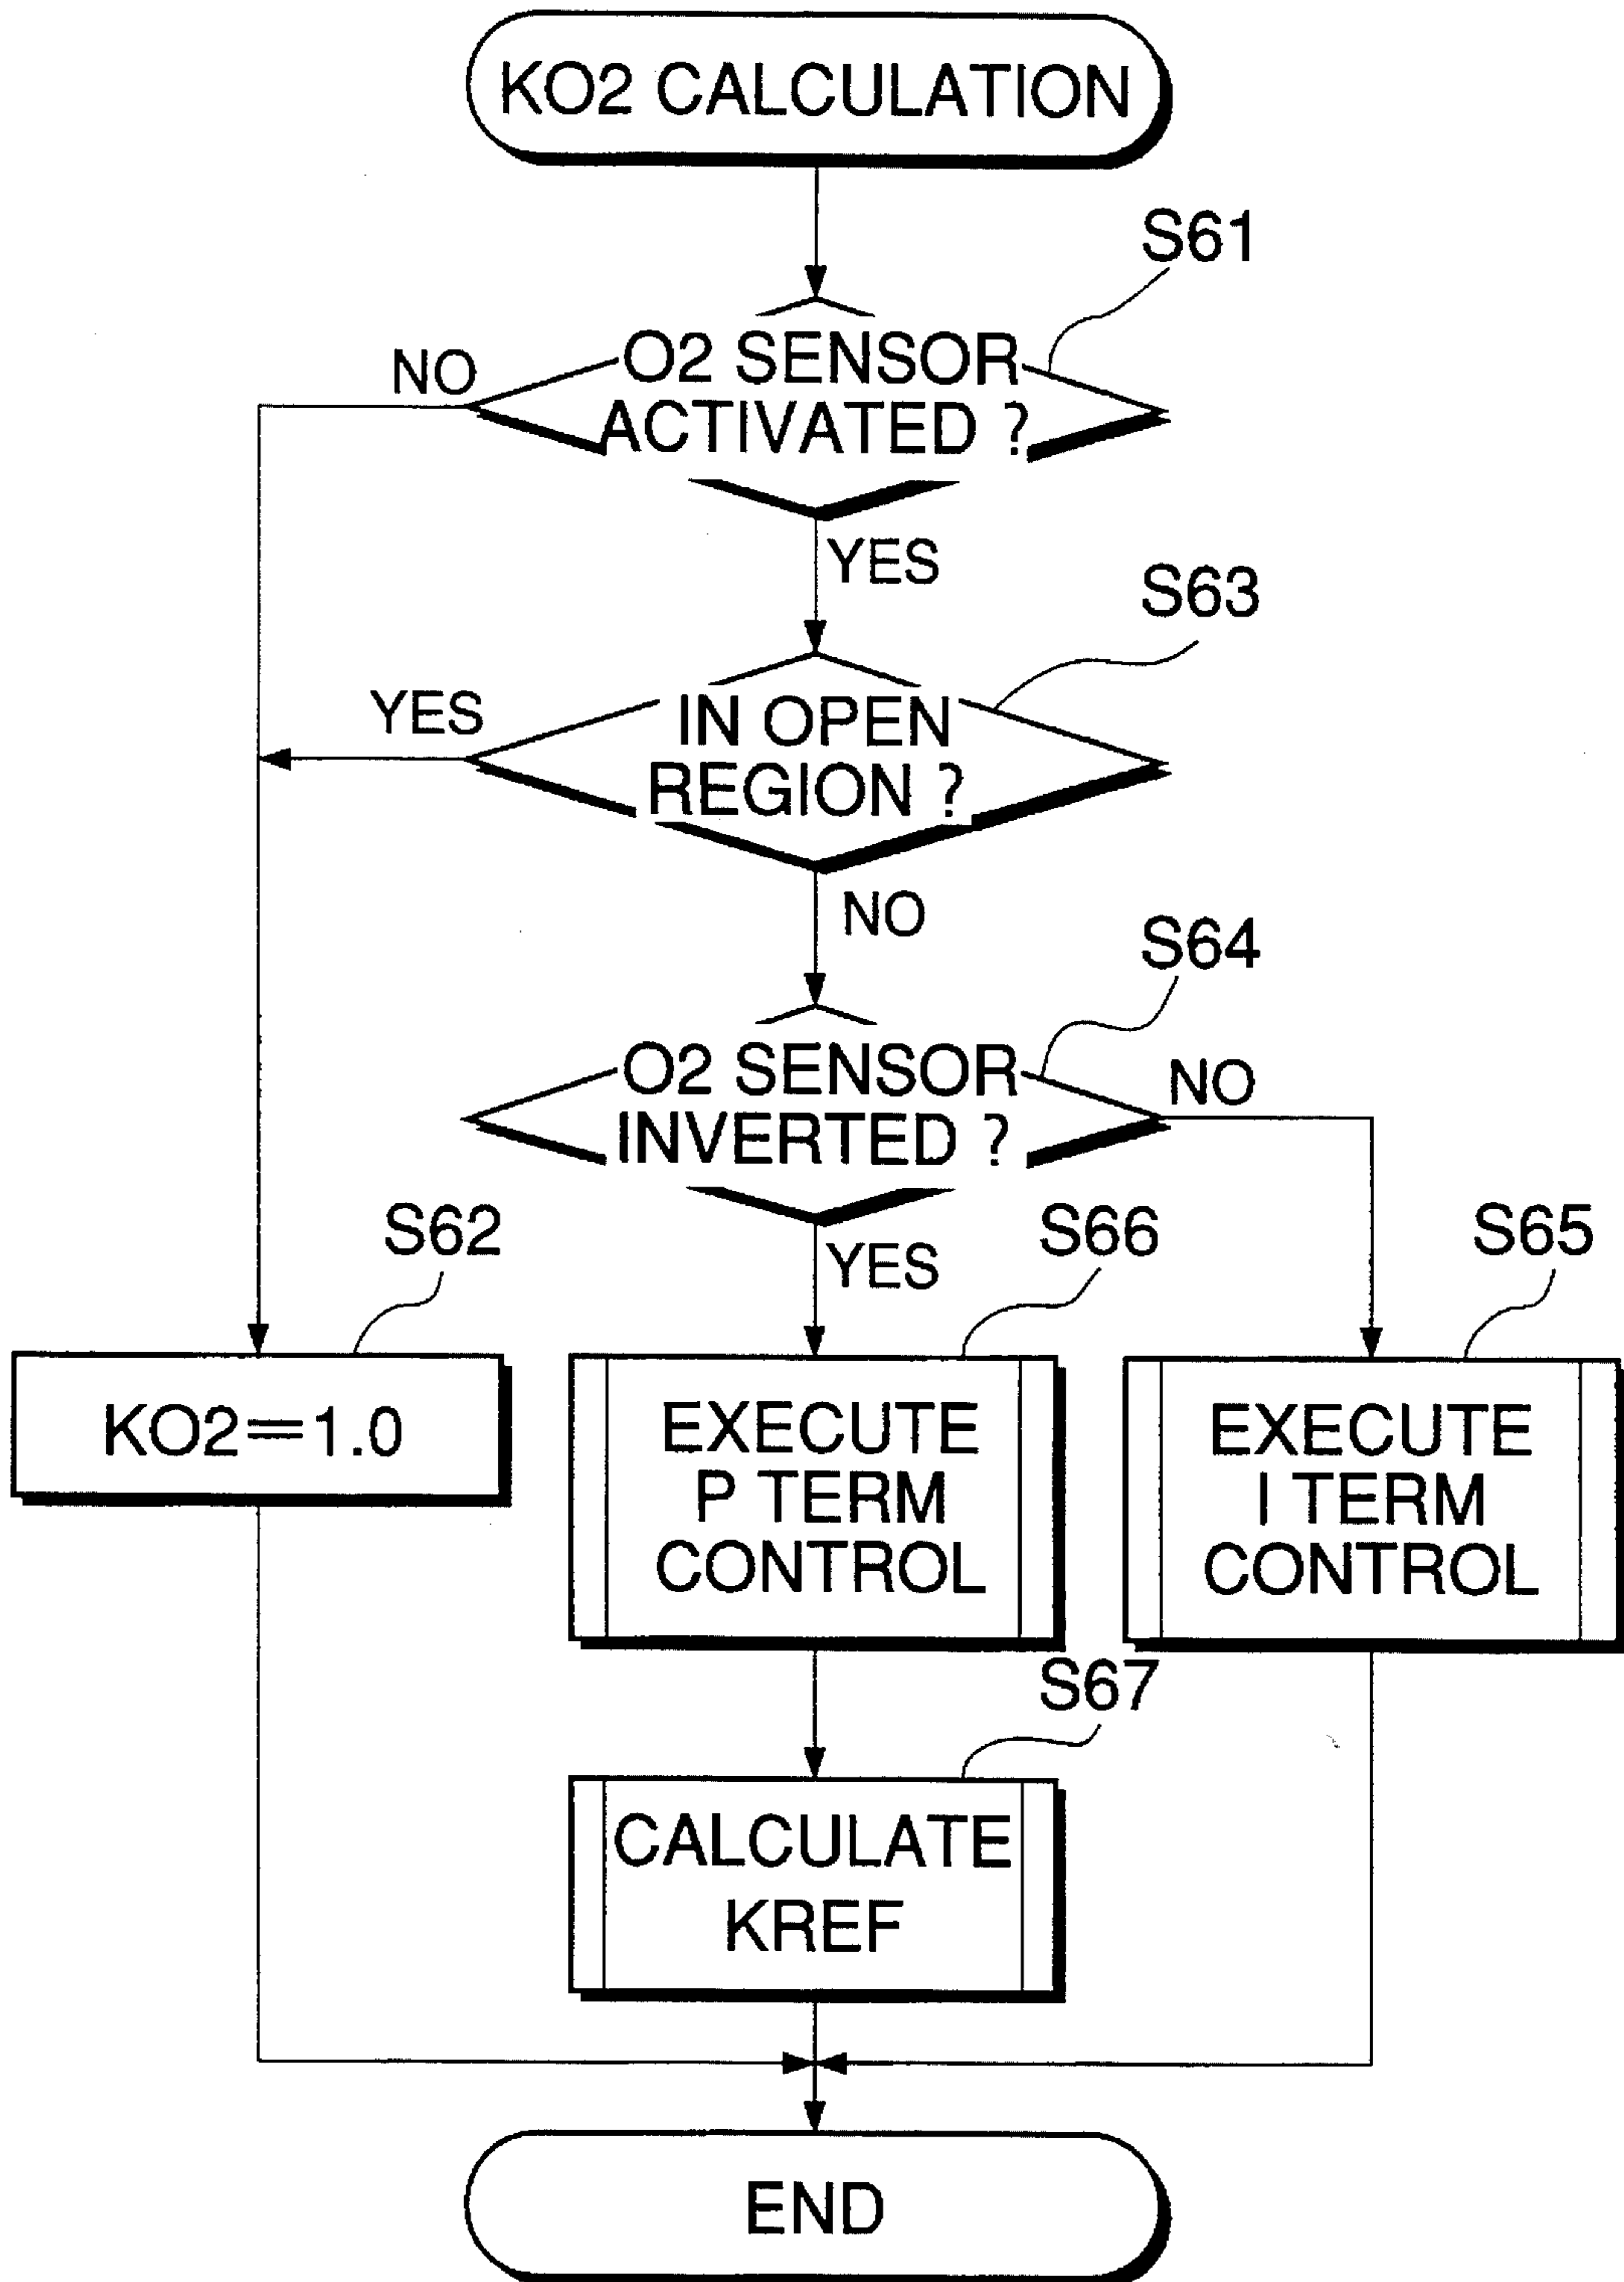 KO2 CALCULATION
S61
O2 SENSOR
ACTIVATED ?
NO
YES
S63
IN OPEN
REGION ?
YES
NO
S64
O2 SENSOR
INVERTED ?
NO
YES
S62
KO2=1.0
S66
EXECUTE
P TERM
CONTROL
S65
EXECUTE
I TERM
CONTROL
S67
CALCULATE
KREF
END